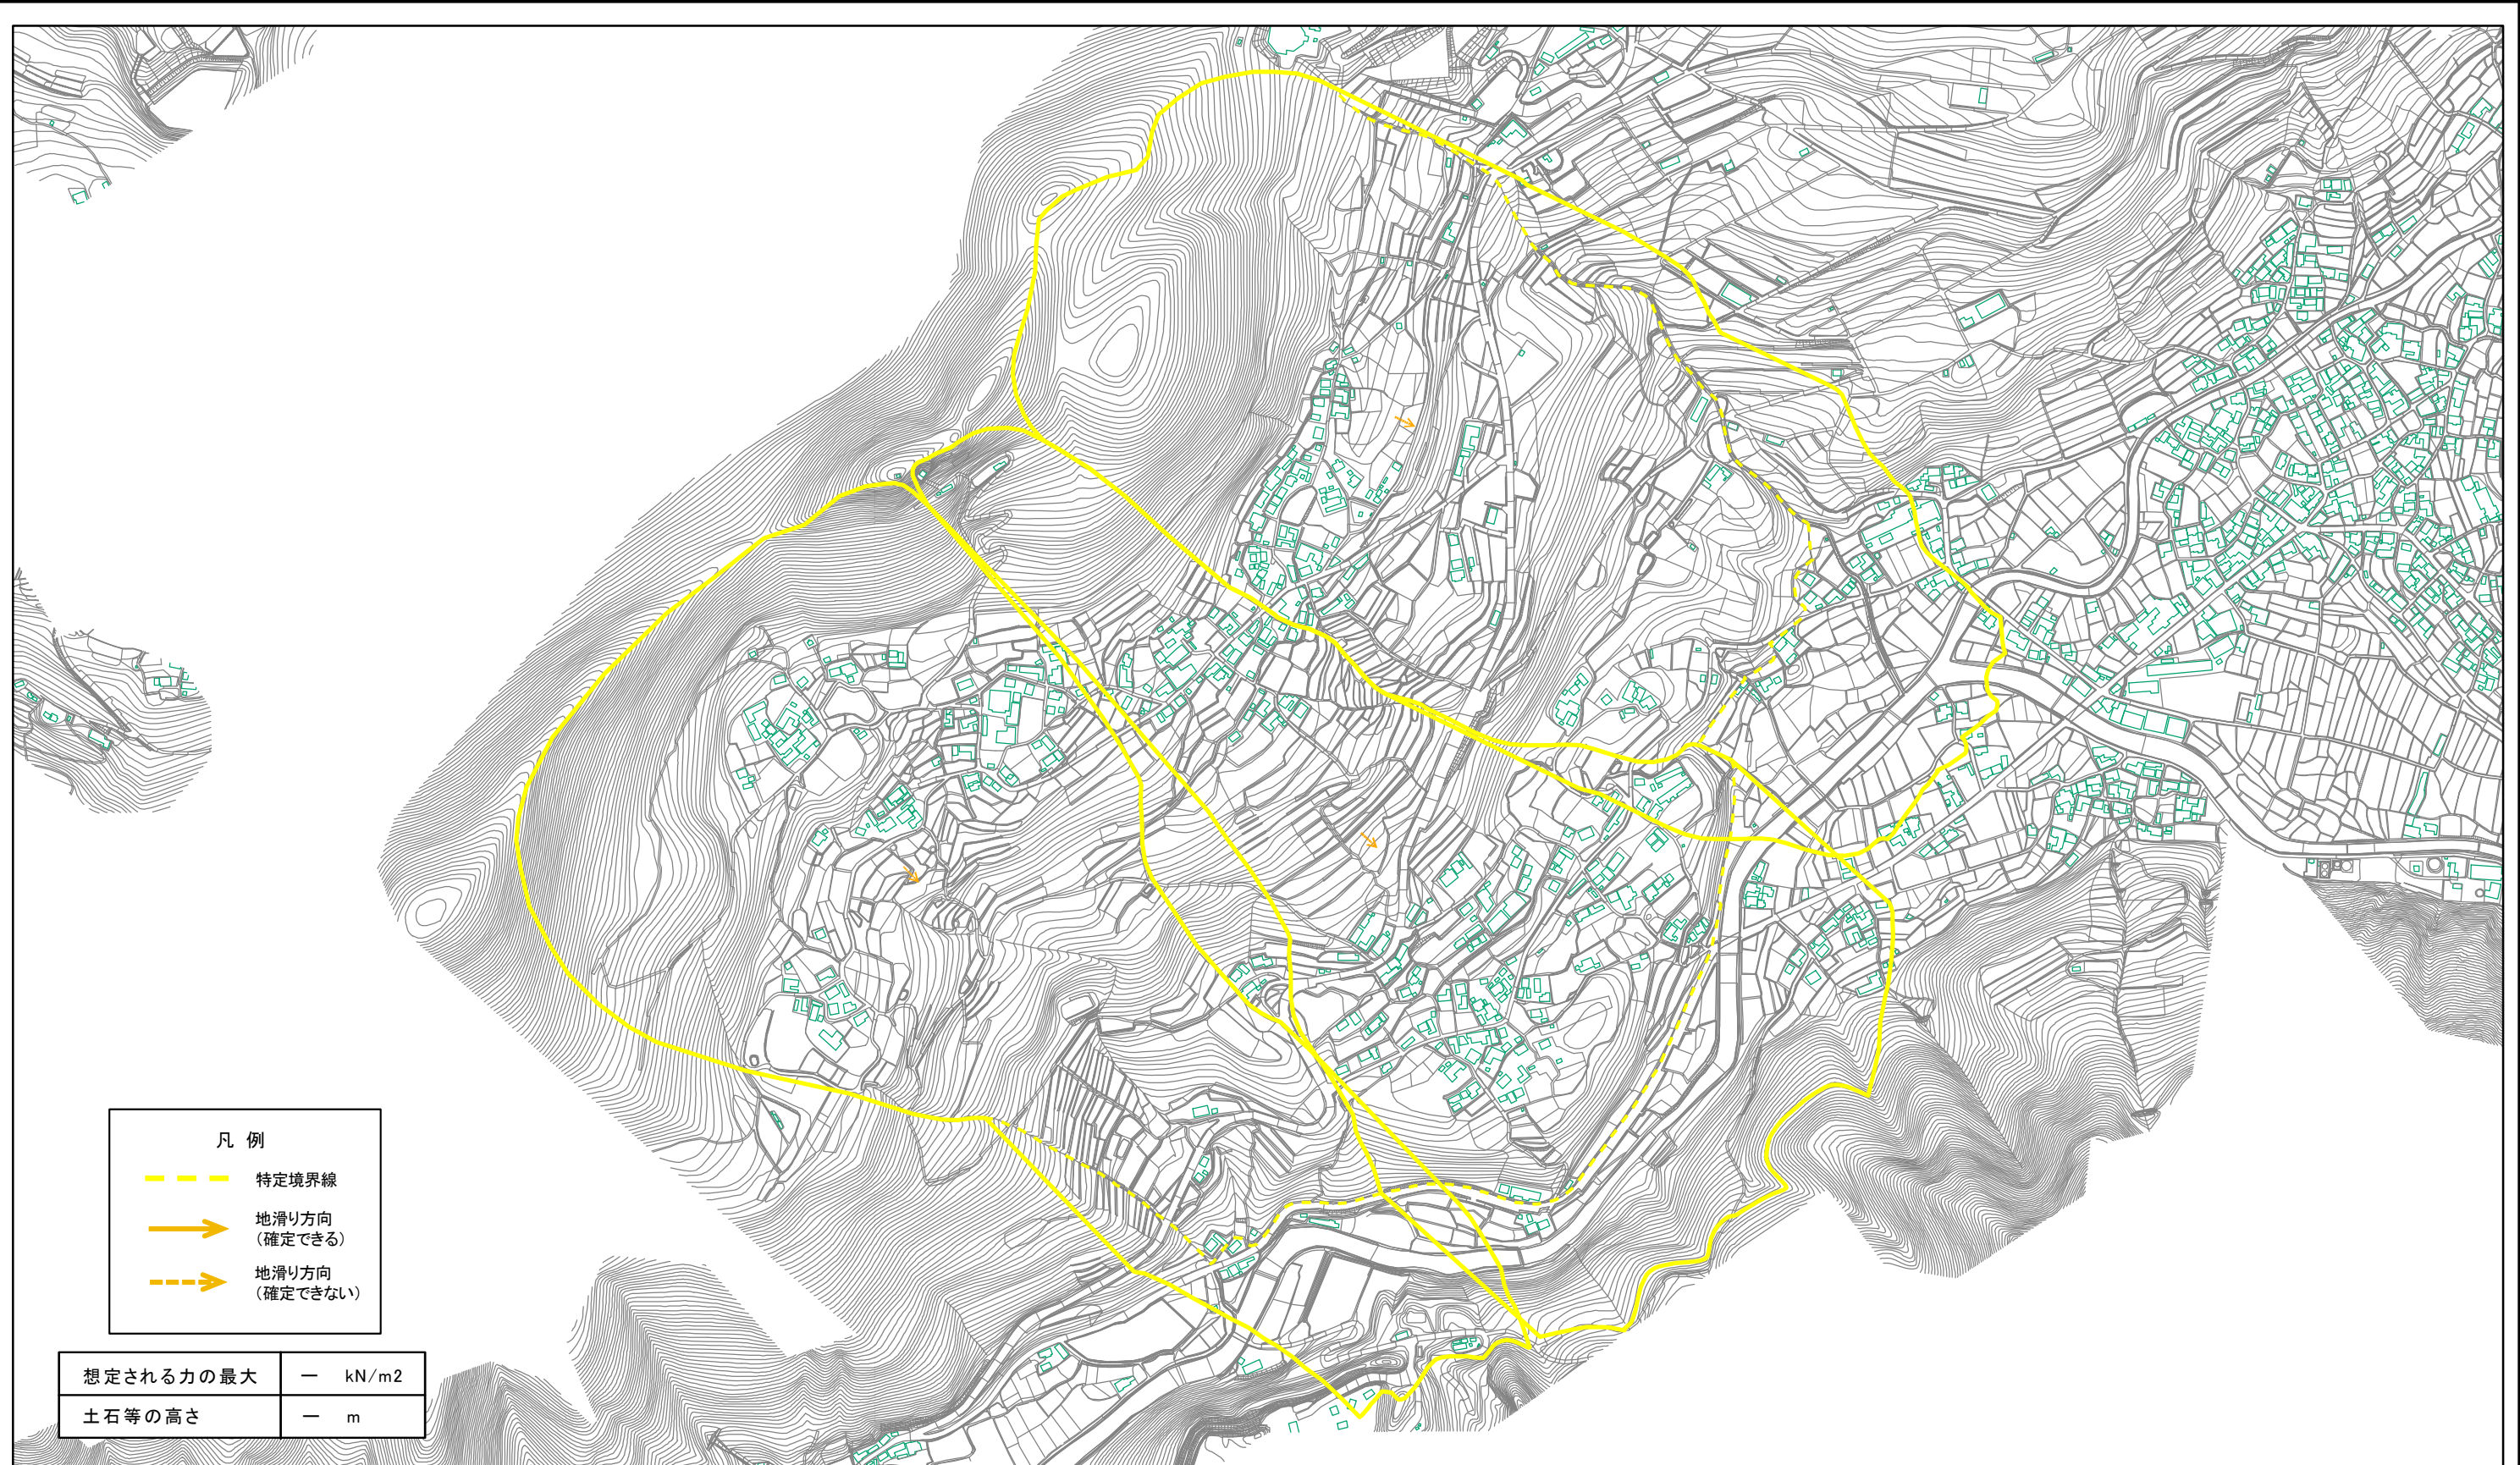 凡 例
特定境界線
地滑り方向
（確定できる）
地滑り方向
（確定できない）
想定される力の最大 ー kN/m2
土石等の高さ ー m